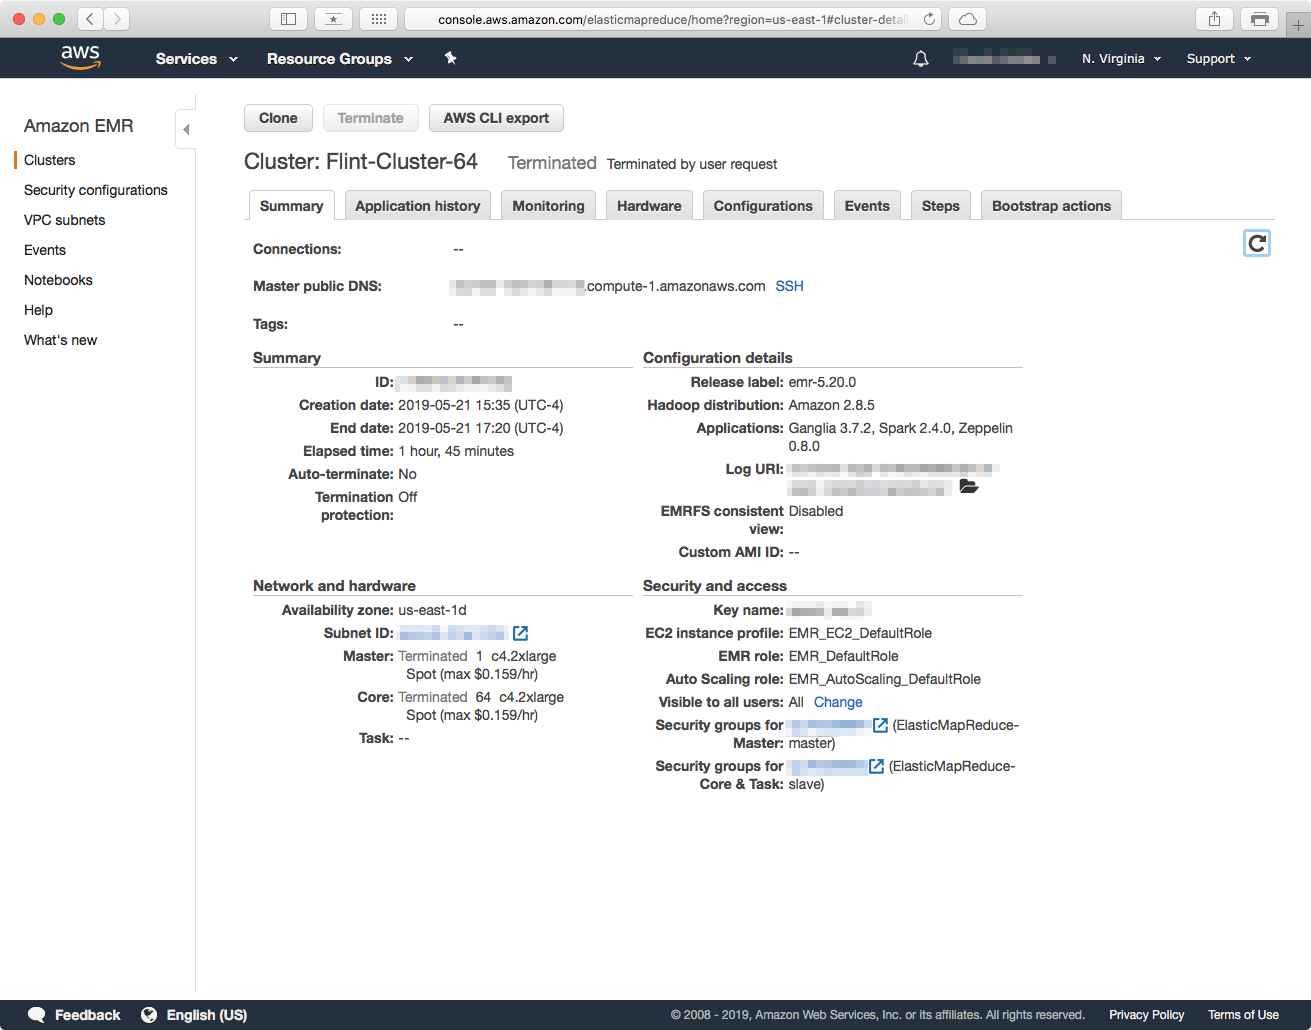 console.aws.amazon.com/elasticmapreduce/home?region=us-east-1#cluster-detai
aws Services Resource Groups N. Virginia Support
Amazon EMR
Clusters
Security configurations
VPC subnets
Events
Notebooks
Help
What's new
Clone Terminate AWS CLI export
Cluster: Flint-Cluster-64 Terminated Terminated by user request
Summary Application history Monitoring Hardware Configurations Events Steps Bootstrap actions
Connections: --
Master public DNS: .compute-1.amazonaws.com SSH
Tags: --
Summary
ID:
Creation date: 2019-05-21 15:35 (UTC-4)
End date: 2019-05-21 17:20 (UTC-4)
Elapsed time: 1 hour, 45 minutes
Auto-terminate: No
Termination Off
protection:
Configuration details
Release label: emr-5.20.0
Hadoop distribution: Amazon 2.8.5
Applications: Ganglia 3.7.2, Spark 2.4.0, Zeppelin
0.8.0
Log URI:
EMRFS consistent Disabled
view:
Custom AMI ID: --
Network and hardware
Availability zone: us-east-1d
Subnet ID:
Master: Terminated 1 c4.2xlarge
Spot (max $0.159/hr)
Core: Terminated 64 c4.2xlarge
Spot (max $0.159/hr)
Task: --
Security and access
Key name:
EC2 instance profile: EMR_EC2_DefaultRole
EMR role: EMR_DefaultRole
Auto Scaling role: EMR_AutoScaling_DefaultRole
Visible to all users: All Change
Security groups for (ElasticMapReduce-
Master: master)
Security groups for (ElasticMapReduce-
Core & Task: slave)
Feedback English (US) © 2008 - 2019, Amazon Web Services, Inc. or its affiliates. All rights reserved. Privacy Policy Terms of Use